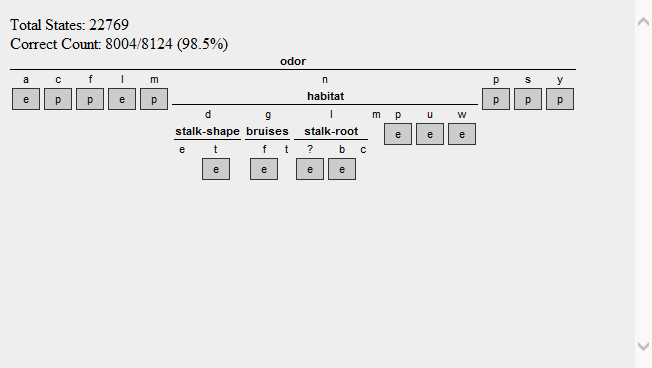 Total States: 22769
Correct Count: 8004/8124 (98.5%)
odor
a c f l m n p s y
e p p e p habitat p p p
d g l m p u w
stalk-shape bruises stalk-root e e e
e t f t ? b c
e e e e